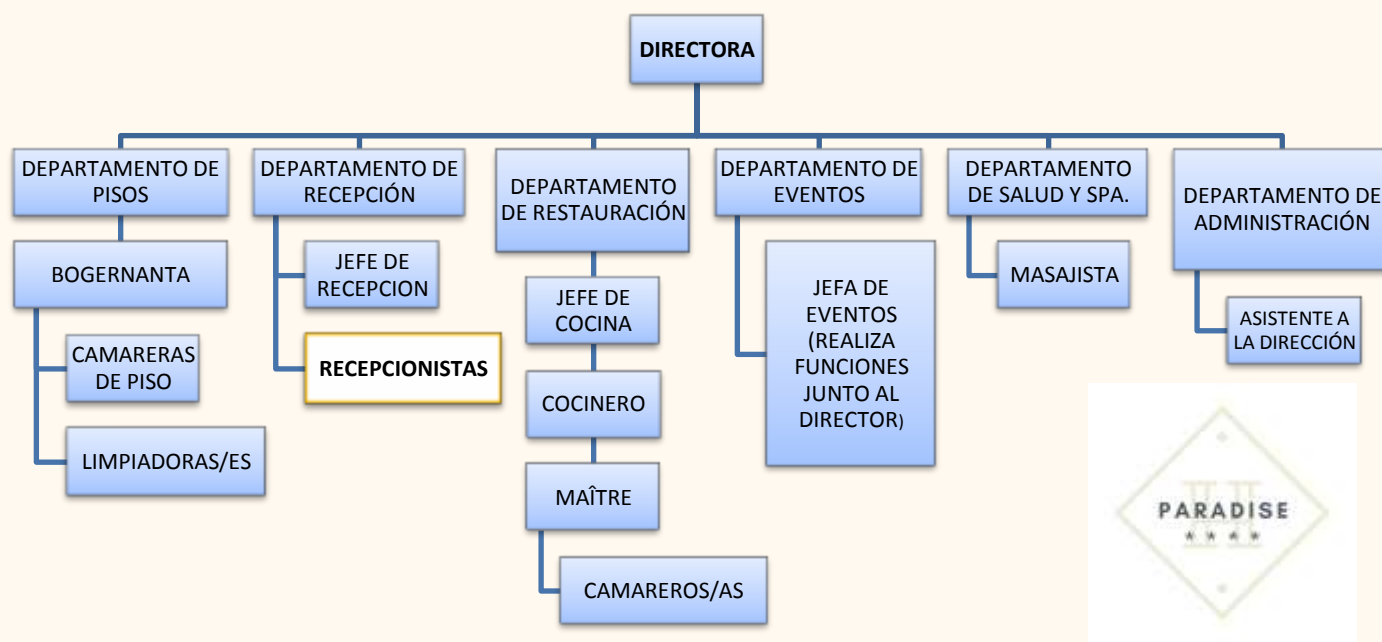 DIRECTORA
DEPARTAMENTO DE
PISOS
BOGERNANTA
CAMARERAS
DE PISO
LIMPIADORAS/ES
DEPARTAMENTO DE
RECEPCIÓN
JEFE DE
RECEPCION
RECEPCIONISTAS
DEPARTAMENTO
DE RESTAURACIÓN
JEFE DE
COCINA
COCINERO
MAÎTRE
CAMAREROS/AS
DEPARTAMENTO DE
EVENTOS
JEFA DE
EVENTOS
(REALIZA
FUNCIONES
JUNTO AL
DIRECTOR)
DEPARTAMENTO
DE SALUD Y SPA.
MASAJISTA
DEPARTAMENTO DE
ADMINISTRACIÓN
ASISTENTE A
LA DIRECCIÓN
H
PARADISE
★ ★ ★ ★